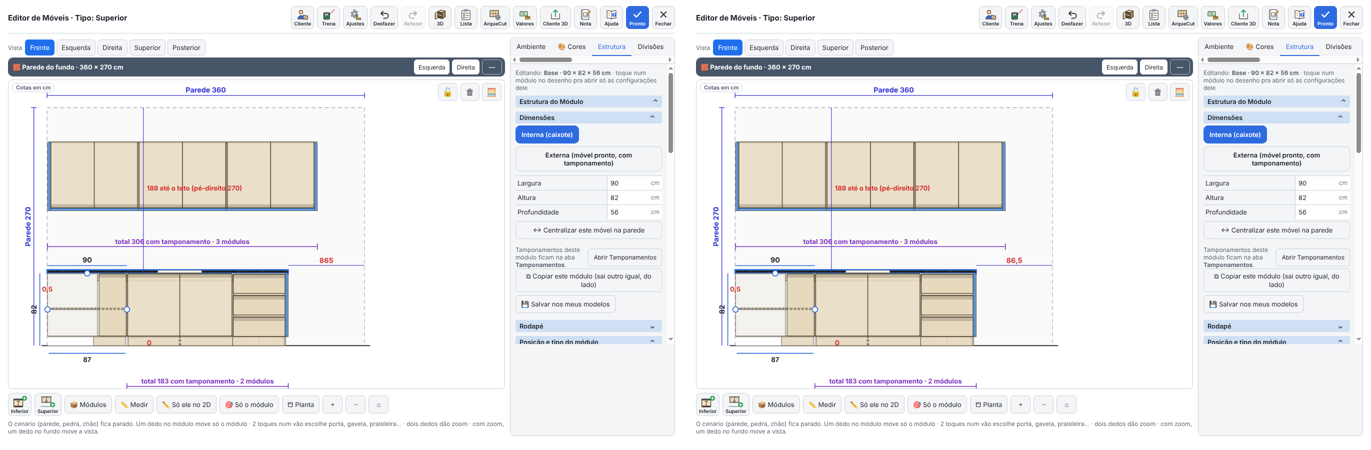 Editor de Móveis · Tipo: Superior
Cliente Trena Ajustes Desfazer Refazer 3D Lista ArqueCut Valores Cliente 3D Nota Ajuda Pronto Fechar
Vista Frente Esquerda Direita Superior Posterior
Parede do fundo · 360 × 270 cm
Esquerda Direita —
Cotas em cm
Parede 360
Parede 270
188 até o teto (pé-direito 270)
total 306 com tamponamento · 3 módulos
90
865
0,5
82
0
87
total 183 com tamponamento · 2 módulos
Inferior Superior Módulos Medir Só ele no 2D Só o módulo Planta + −
O cenário (parede, pedra, chão) fica parado. Um dedo no módulo move só o módulo · 2 toques num vão escolhe porta, gaveta, prateleira... · dois dedos dão zoom · com zoom,
um dedo no fundo move a vista.
Ambiente Cores Estrutura Divisões
Editando: Base · 90 × 82 × 56 cm · toque num
módulo no desenho pra abrir só as configurações
dele
Estrutura do Módulo
Dimensões
Interna (caixote)
Externa (móvel pronto, com
tamponamento)
Largura 90 cm
Altura 82 cm
Profundidade 56 cm
↔ Centralizar este móvel na parede
Tamponamentos deste
módulo ficam na aba
Tamponamentos.
Abrir Tamponamentos
Copiar este módulo (sai outro igual, do
lado)
Salvar nos meus modelos
Rodapé
Posição e tipo do módulo
Editor de Móveis · Tipo: Superior
Cliente Trena Ajustes Desfazer Refazer 3D Lista ArqueCut Valores Cliente 3D Nota Ajuda Pronto Fechar
Vista Frente Esquerda Direita Superior Posterior
Parede do fundo · 360 × 270 cm
Esquerda Direita —
Cotas em cm
Parede 360
Parede 270
188 até o teto (pé-direito 270)
total 306 com tamponamento · 3 módulos
90
86,5
0,5
82
0
87
total 183 com tamponamento · 2 módulos
Inferior Superior Módulos Medir Só ele no 2D Só o módulo Planta + −
O cenário (parede, pedra, chão) fica parado. Um dedo no módulo move só o módulo · 2 toques num vão escolhe porta, gaveta, prateleira... · dois dedos dão zoom · com zoom,
um dedo no fundo move a vista.
Ambiente Cores Estrutura Divisões
Editando: Base · 90 × 82 × 56 cm · toque num
módulo no desenho pra abrir só as configurações
dele
Estrutura do Módulo
Dimensões
Interna (caixote)
Externa (móvel pronto, com
tamponamento)
Largura 90 cm
Altura 82 cm
Profundidade 56 cm
↔ Centralizar este móvel na parede
Tamponamentos deste
módulo ficam na aba
Tamponamentos.
Abrir Tamponamentos
Copiar este módulo (sai outro igual, do
lado)
Salvar nos meus modelos
Rodapé
Posição e tipo do módulo